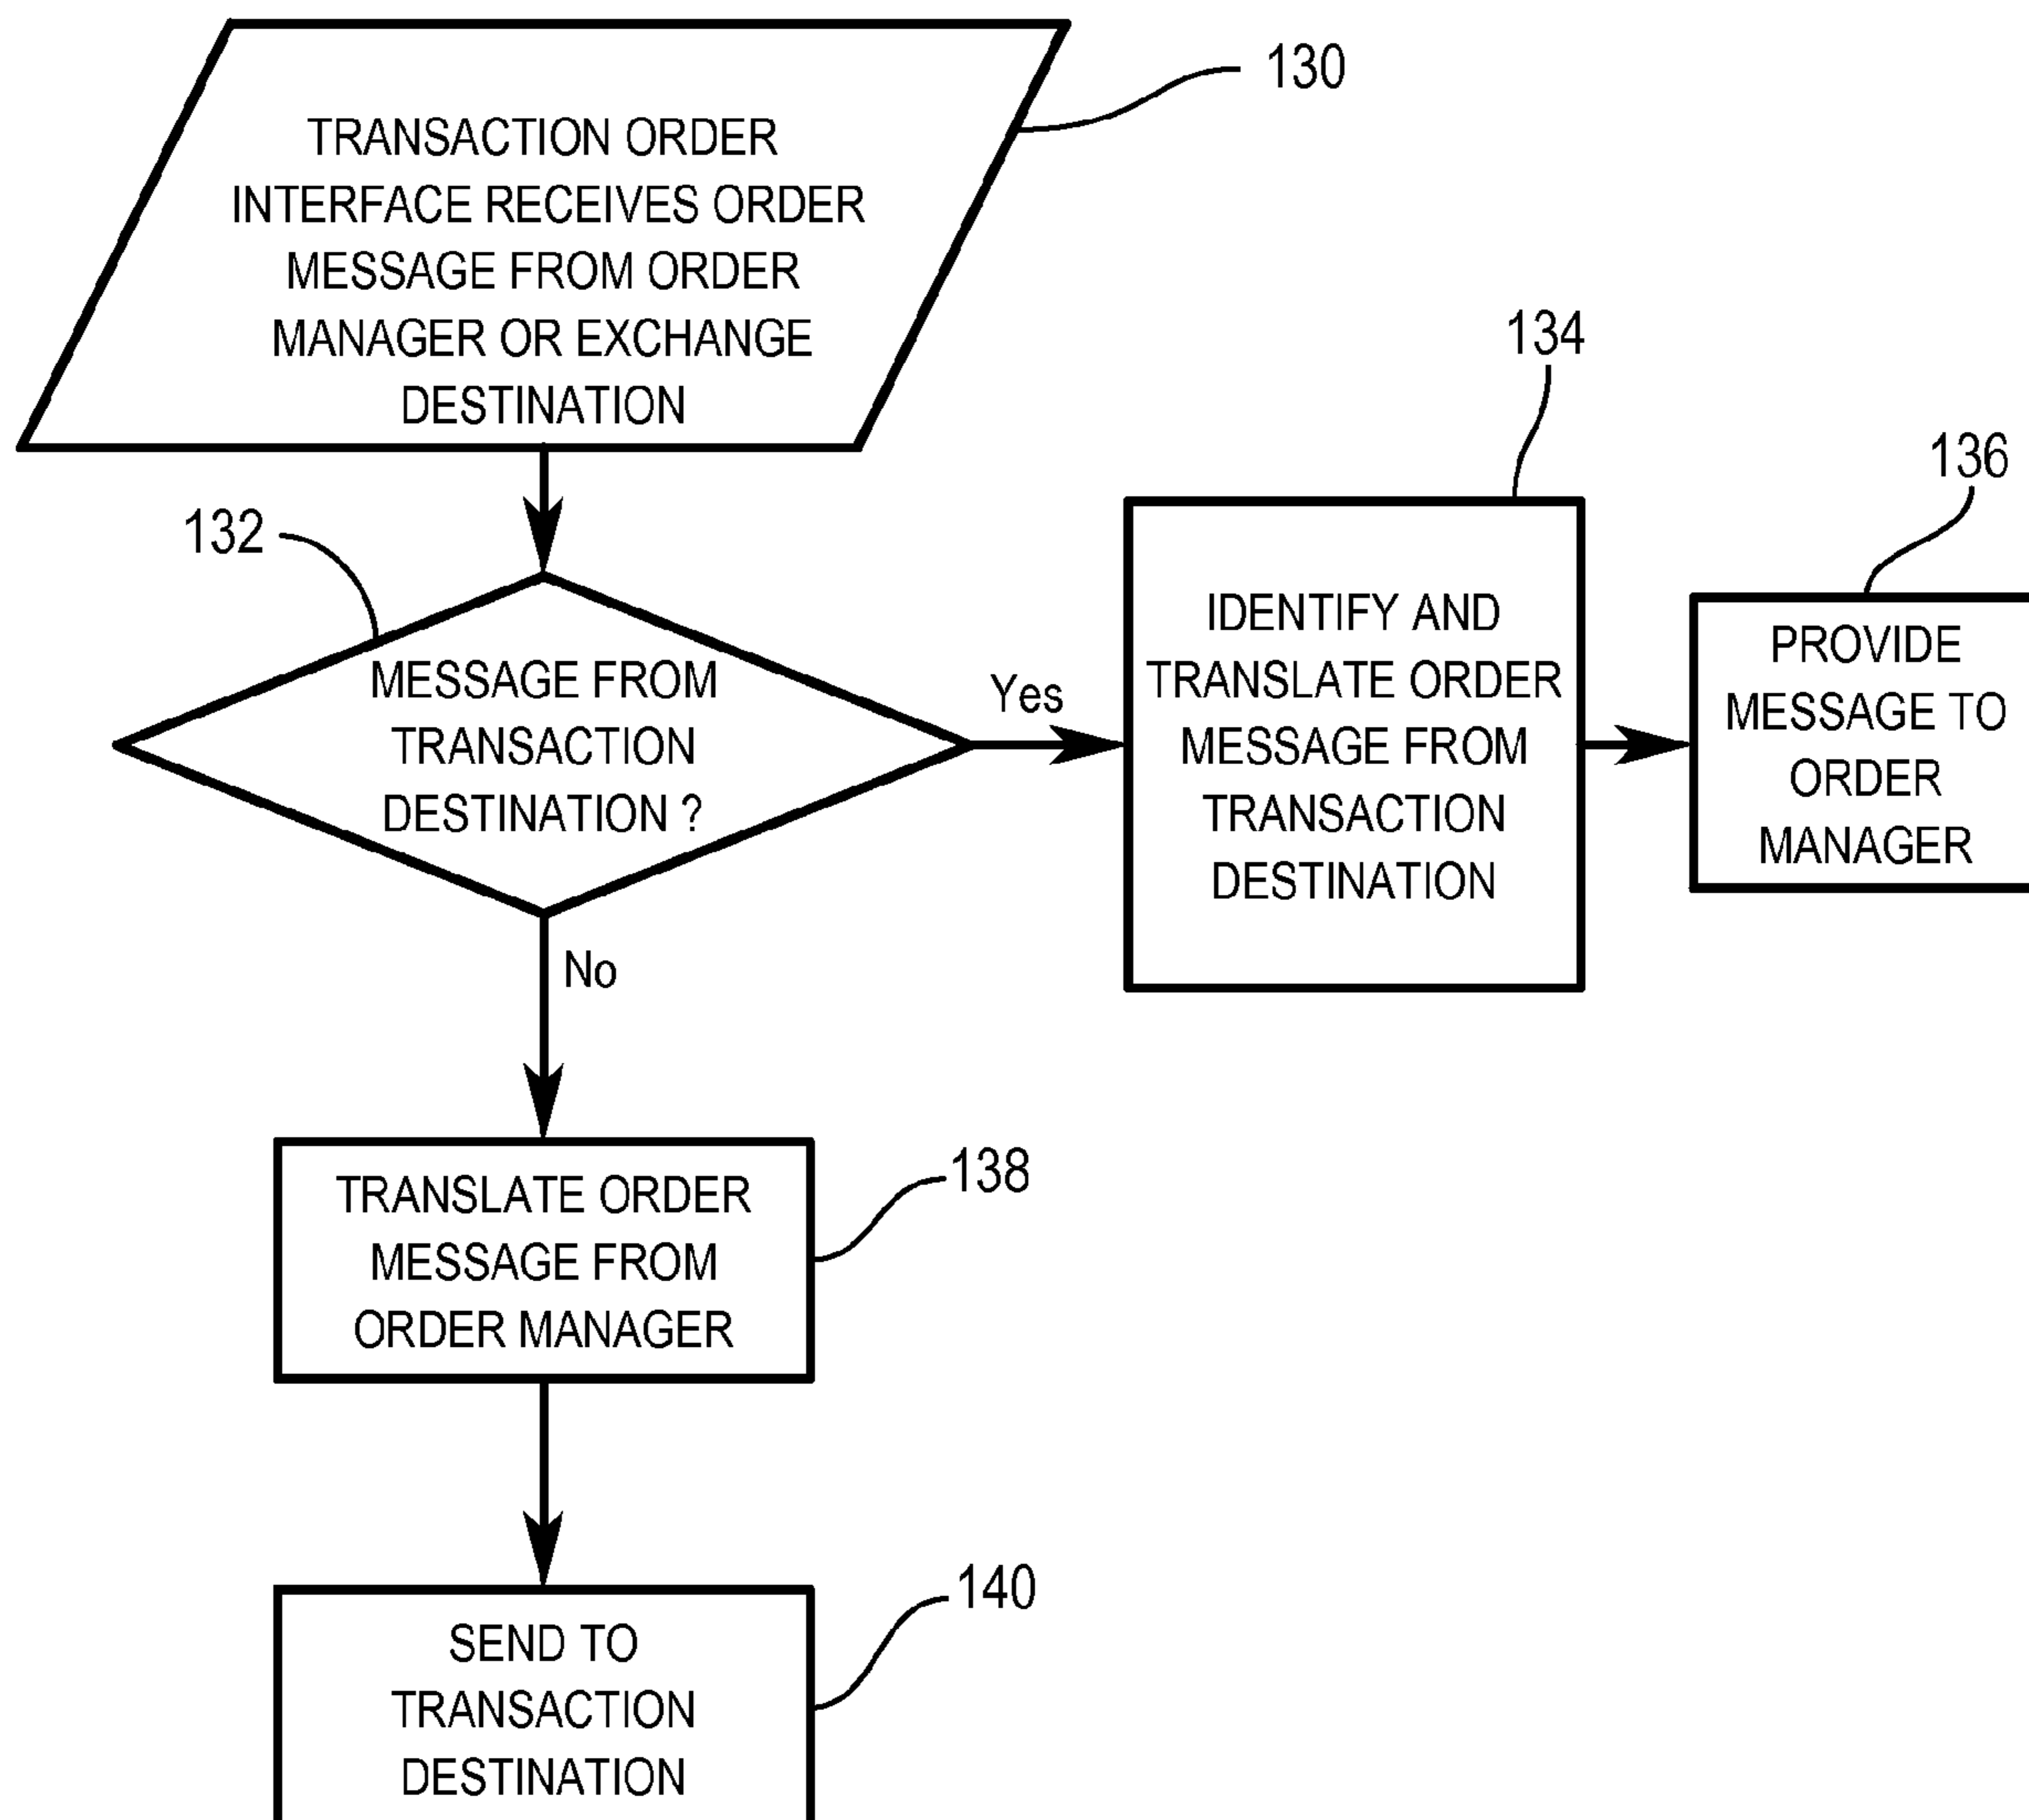 130
TRANSACTION ORDER
INTERFACE RECEIVES ORDER
MESSAGE FROM ORDER
MANAGER OR EXCHANGE
DESTINATION
132
MESSAGE FROM
TRANSACTION
DESTINATION ?
Yes
134
IDENTIFY AND
TRANSLATE ORDER
MESSAGE FROM
TRANSACTION
DESTINATION
136
PROVIDE
MESSAGE TO
ORDER
MANAGER
No
138
TRANSLATE ORDER
MESSAGE FROM
ORDER MANAGER
140
SEND TO
TRANSACTION
DESTINATION